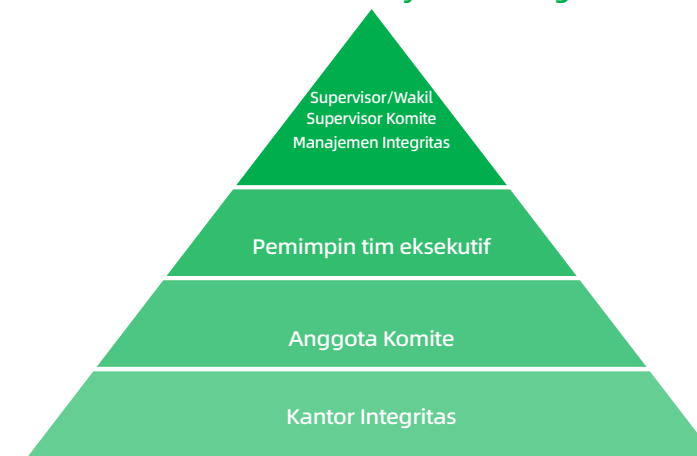 Supervisor/Wakil
Supervisor Komite
Manajemen Integritas
Pemimpin tim eksekutif
Anggota Komite
Kantor Integritas